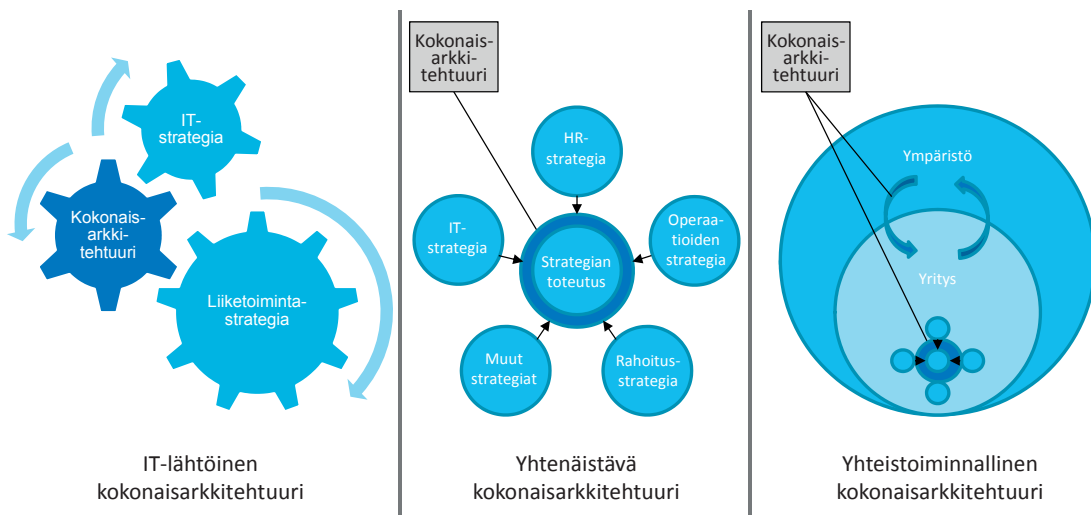 IT-
strategia
Kokonais-
arkki-
tehtuuri
Liiketoiminta-
strategia
IT-lähtöinen
kokonaisarkkitehtuuri
Kokonais-
arkki-
tehtuuri
HR-
strategia
IT-
strategia
Operaa-
tioiden
strategia
Strategian
toteutus
Muut
strategiat
Rahoitus-
strategia
Yhtenäistävä
kokonaisarkkitehtuuri
Kokonais-
arkki-
tehtuuri
Ympäristö
Yritys
Yhteistoiminnallinen
kokonaisarkkitehtuuri